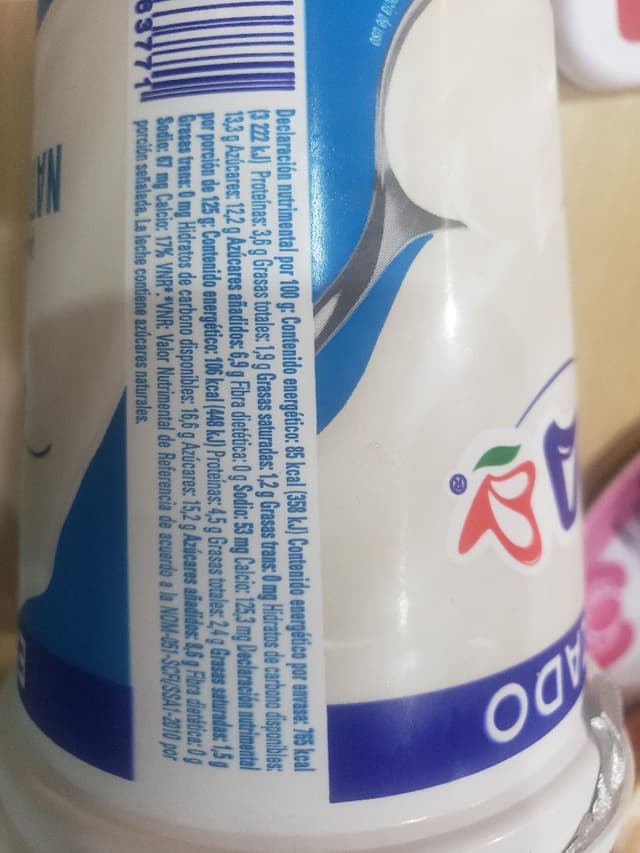 63771
Declaración nutrimental por 100 g: Contenido energético: 85 kcal (358 kJ) Contenido energético por envase: 765 kcal
(3 222 kJ) Proteínas: 3,6 g Grasas totales: 1,9 g Grasas saturadas: 1,2 g Grasas trans: 0 mg Hidratos de carbono disponibles:
13,3 g Azúcares: 12,2 g Azúcares añadidos: 6,9 g Fibra dietética: 0 g Sodio: 53 mg Calcio: 125,3 mg Declaración nutrimental
por porción de 125 g: Contenido energético: 106 kcal (448 kJ) Proteínas: 4,5 g Grasas totales: 2,4 g Grasas saturadas: 1,5 g
Grasas trans: 0 mg Hidratos de carbono disponibles: 16,6 g Azúcares: 15,2 g Azúcares añadidos: 8,6 g Fibra dietética: 0 g
Sodio: 67 mg Calcio: 17% VNR* *VNR: Valor Nutrimental de Referencia de acuerdo a la NOM-051-SCFI/SSA1-2010 por
porción señalada. La leche contiene azúcares naturales.
NAT
ADO
®